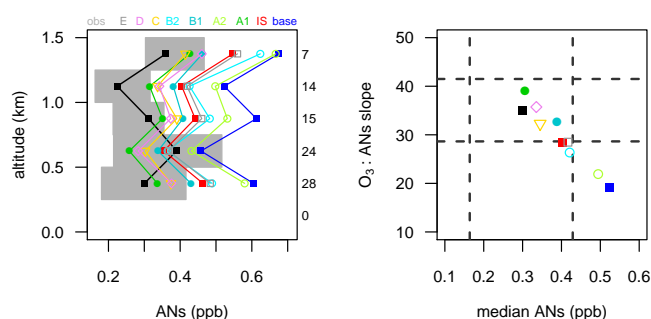 obs E D C B2 B1 A2 A1 IS base
1.5
1.0
0.5
0.0
altitude (km)
7
14
15
24
28
0
0.2 0.4 0.6
ANs (ppb)
50
40
30
20
10
O3 : ANs slope
0.1 0.2 0.3 0.4 0.5 0.6
median ANs (ppb)